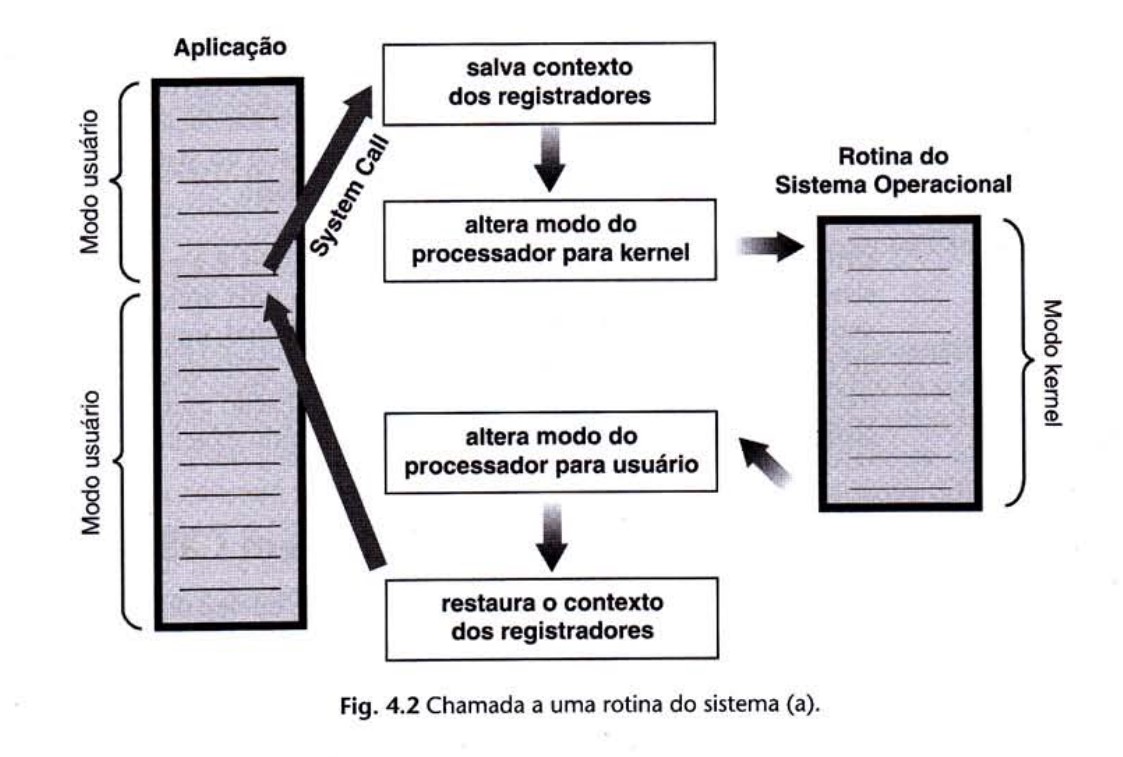 Aplicação
Modo usuário
Modo usuário
System Call
salva contexto
dos registradores
altera modo do
processador para kernel
Rotina do
Sistema Operacional
Modo kernel
altera modo do
processador para usuário
restaura o contexto
dos registradores
Fig. 4.2 Chamada a uma rotina do sistema (a).